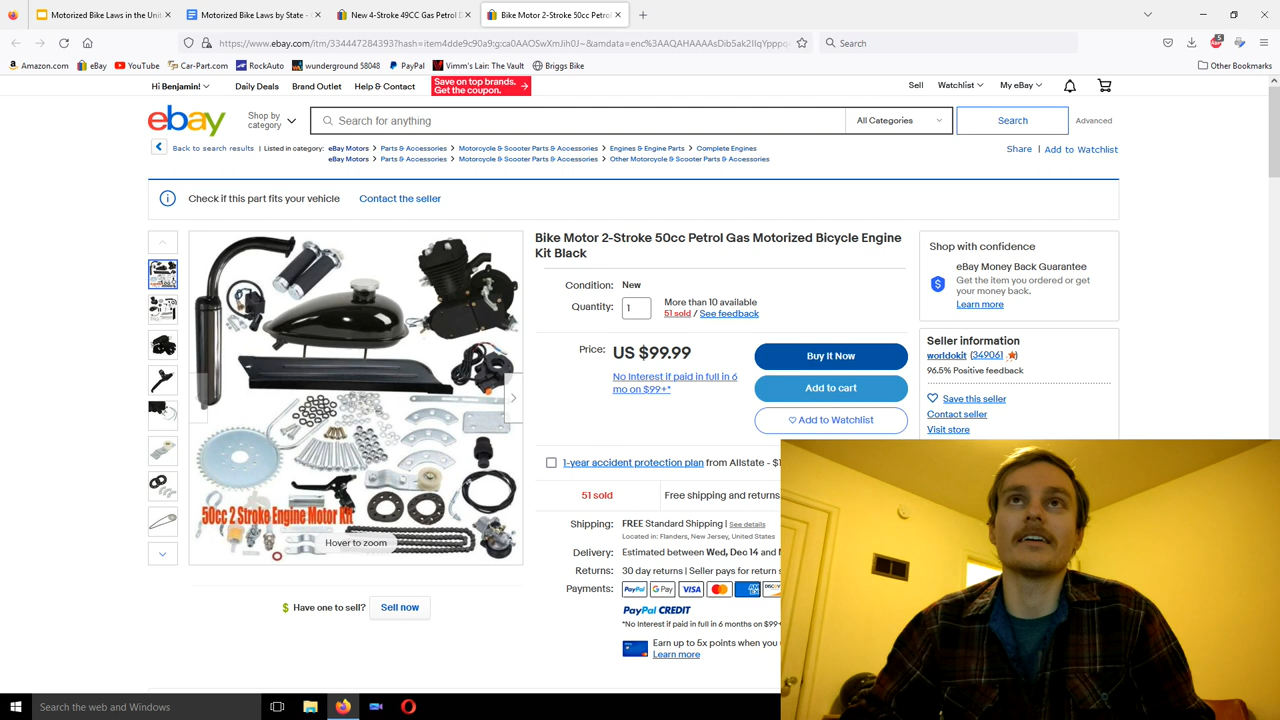 Motorized Bike Laws in the Unit
Motorized Bike Laws by State -
New 4-Stroke 49CC Gas Petrol
Bike Motor 2-Stroke 50cc Petrol
https://www.ebay.com/itm/334447284393?hash=
Search
Amazon.com
eBay
YouTube
Car-Part.com
RockAuto
wunderground 58048
PayPal
Vimm's Lair: The Vault
Briggs Bike
Other Bookmarks
Hi Benjamin!
Daily Deals
Brand Outlet
Help & Contact
Save on top brands.
Get the coupon.
Sell
Watchlist
My eBay
ebay
Shop by
category
Search for anything
All Categories
Search
Advanced
Back to search results | Listed in category:
eBay Motors > Parts & Accessories > Motorcycle & Scooter Parts & Accessories > Engines & Engine Parts > Complete Engines
eBay Motors > Parts & Accessories > Motorcycle & Scooter Parts & Accessories > Other Motorcycle & Scooter Parts & Accessories
Share | Add to Watchlist
Check if this part fits your vehicle
Contact the seller
50cc 2 Stroke Engine Motor Kit
Hover to zoom
Have one to sell?
Sell now
Bike Motor 2-Stroke 50cc Petrol Gas Motorized Bicycle Engine
Kit Black
Condition: New
Quantity: 1
More than 10 available
51 sold / See feedback
Price: US $99.99
No Interest if paid in full in 6
mo on $99+*
Buy It Now
Add to cart
Add to Watchlist
1-year accident protection plan from Allstate -
51 sold
Free shipping and returns
Shipping: FREE Standard Shipping | See details
Located in: Flanders, New Jersey, United States
Delivery: Estimated between Wed, Dec 14 and
Returns: 30 day returns | Seller pays for return
Payments:
PayPal
G Pay
VISA
PayPal CREDIT
*No Interest if paid in full in 6 months on $99+
Earn up to 5x points when you
Learn more
Shop with confidence
eBay Money Back Guarantee
Get the item you ordered or get
your money back.
Learn more
Seller information
worldokit (349061)
96.5% Positive feedback
Save this seller
Contact seller
Visit store
Search the web and Windows